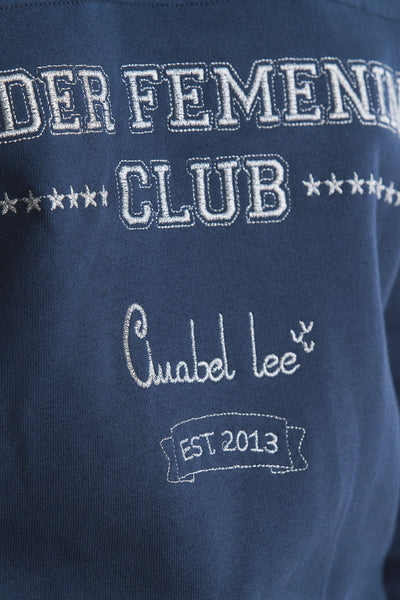 DER FEMENIN
CLUB
Anabel lee
EST 2013